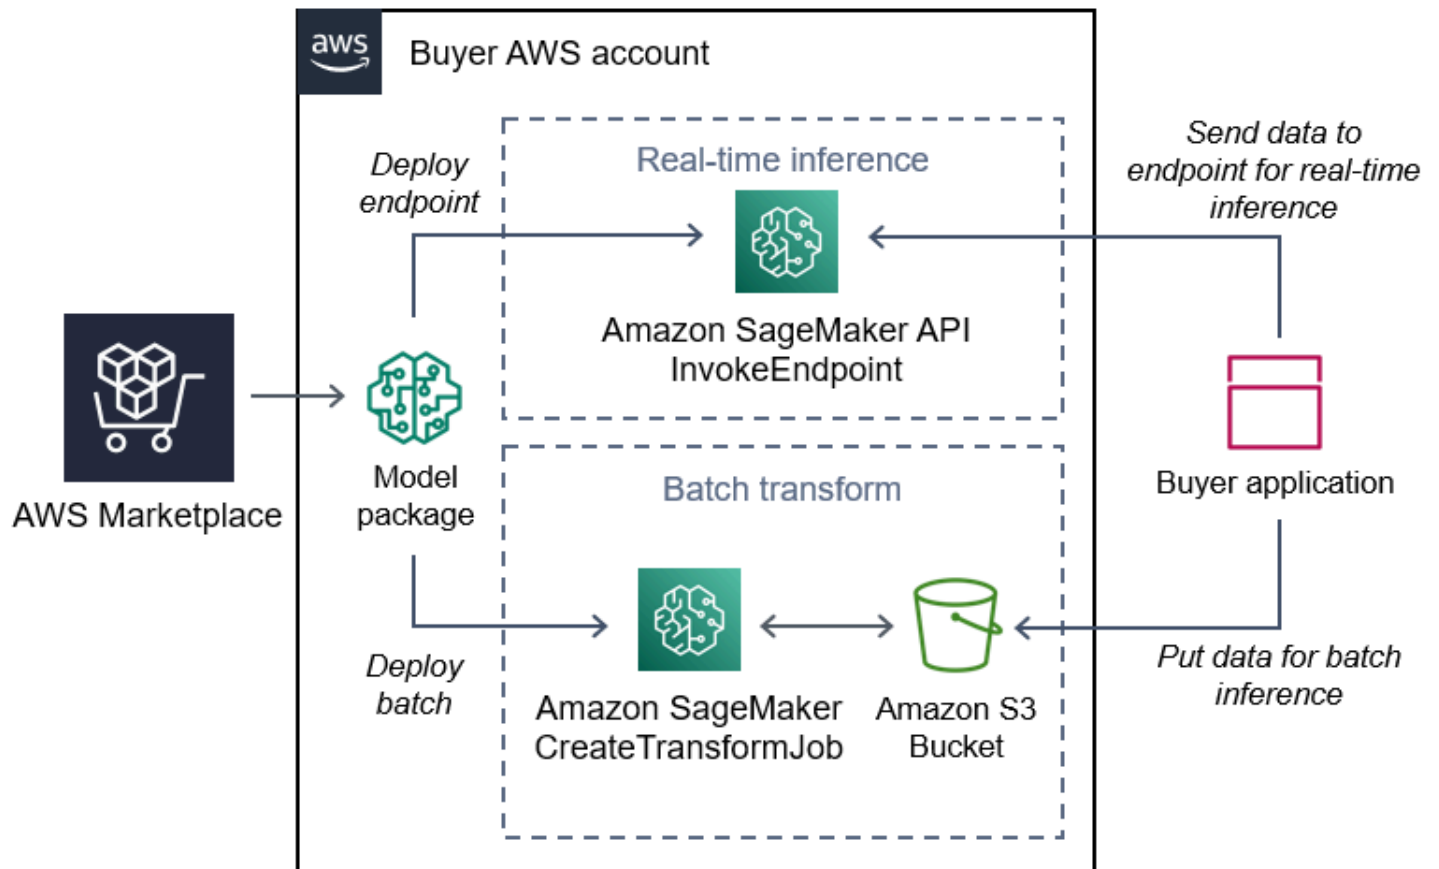 aws
Buyer AWS account
Deploy
endpoint
Real-time inference
Amazon SageMaker API
InvokeEndpoint
Send data to
endpoint for real-time
inference
AWS Marketplace
Model
package
Buyer application
Deploy
batch
Batch transform
Amazon SageMaker
CreateTransformJob
Amazon S3
Bucket
Put data for batch
inference